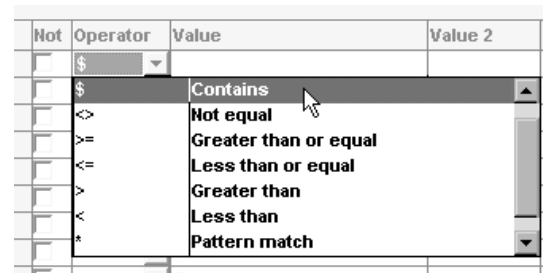 Not Operator Value Value 2
$
$ Contains
<> Not equal
>= Greater than or equal
<= Less than or equal
> Greater than
< Less than
* Pattern match